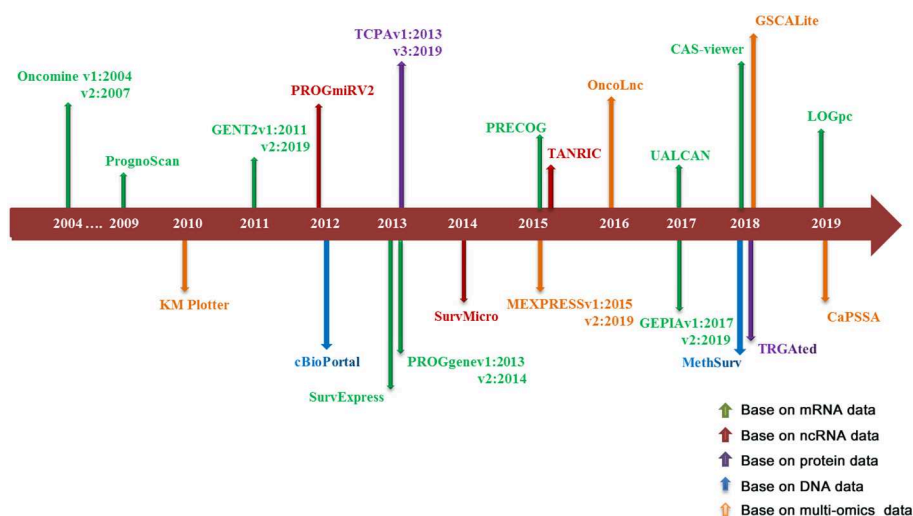 GSCALite
TCPAv1:2013
v3:2019
CAS-viewer
Oncomine v1:2004
v2:2007
PROGmiRV2
OncoLnc
GENT2v1:2011
v2:2019
PRECOG
LOGpc
PrognoScan
TANRIC
UALCAN
2004 .... 2009 2010 2011 2012 2013 2014 2015 2016 2017 2018 2019
KM Plotter
SurvMicro
MEXPRESSv1:2015
v2:2019
GEPIAv1:2017
v2:2019
CaPSSA
cBioPortal
PROGgenev1:2013
v2:2014
MethSurv
TRGAted
SurvExpress
Base on mRNA data
Base on ncRNA data
Base on protein data
Base on DNA data
Base on multi-omics data